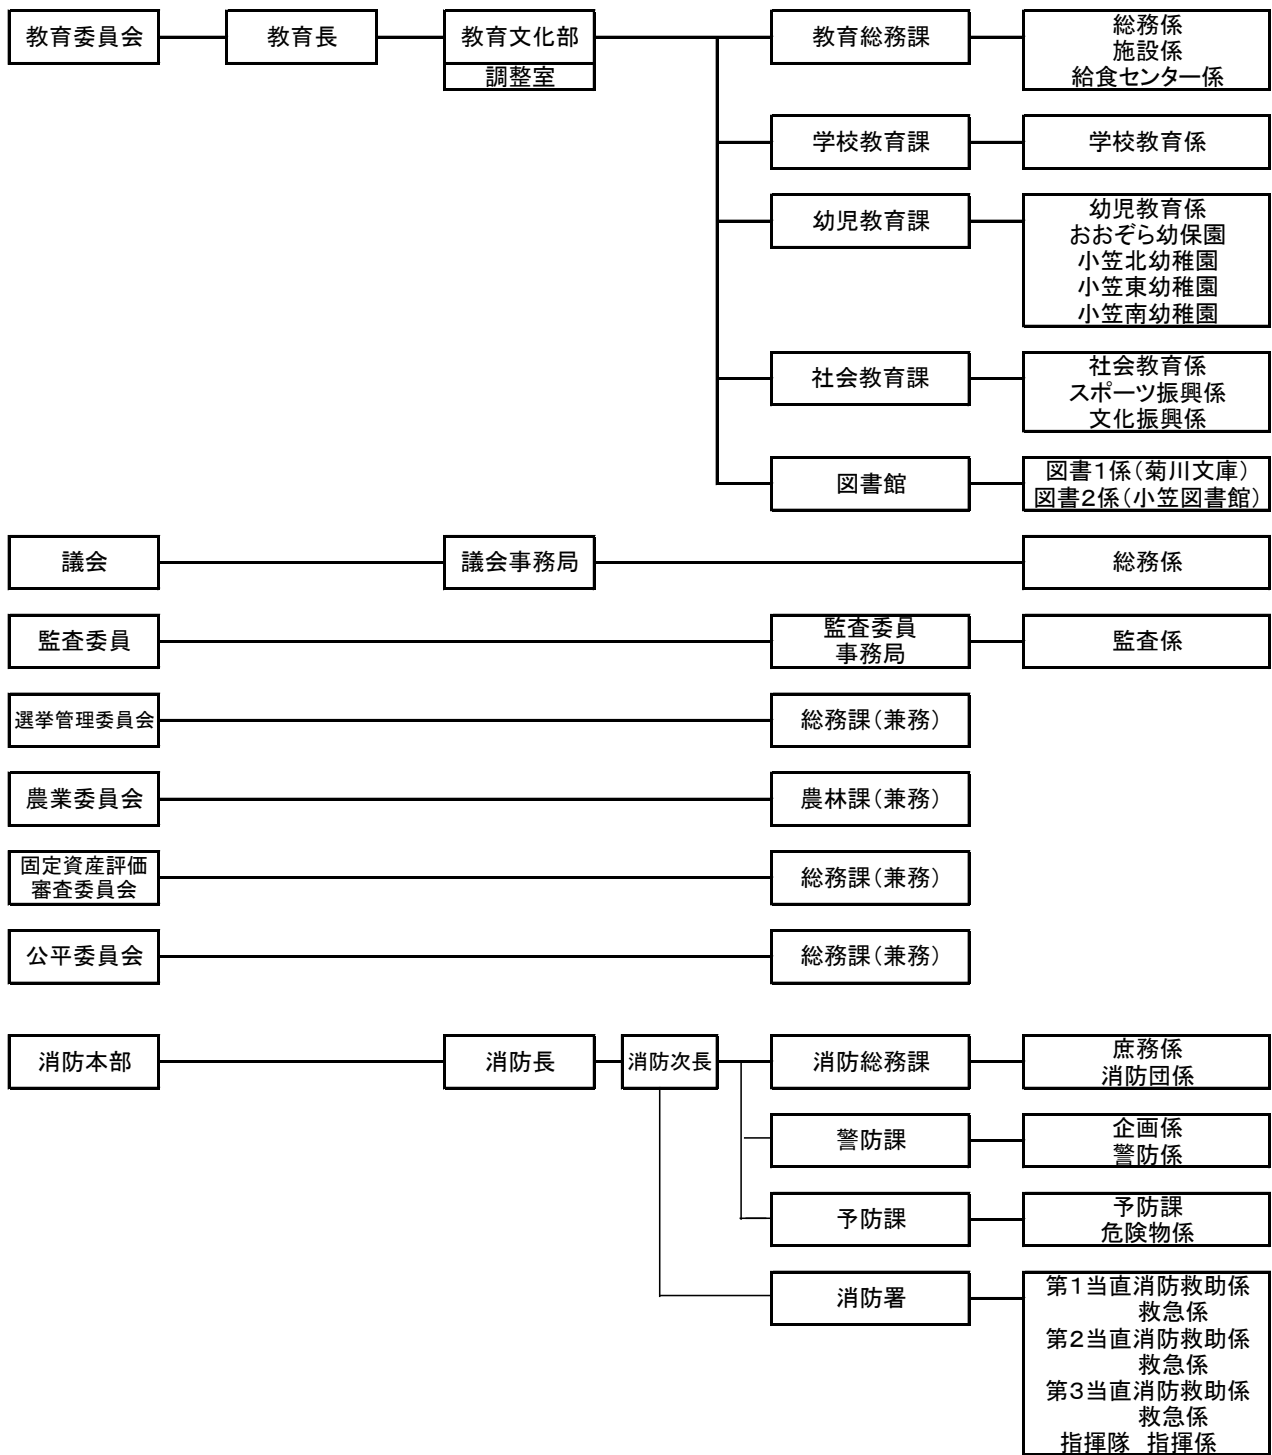 教育委員会
教育長
教育文化部
調整室
教育総務課
総務係
施設係
給食センター係
学校教育課
学校教育係
幼児教育課
幼児教育係
おおぞら幼保園
小笠北幼稚園
小笠東幼稚園
小笠南幼稚園
社会教育課
社会教育係
スポーツ振興係
文化振興係
図書館
図書1係(菊川文庫)
図書2係(小笠図書館)
議会
議会事務局
総務係
監査委員
監査委員
事務局
監査係
選挙管理委員会
総務課(兼務)
農業委員会
農林課(兼務)
固定資産評価
審査委員会
総務課(兼務)
公平委員会
総務課(兼務)
消防本部
消防長
消防次長
消防総務課
庶務係
消防団係
警防課
企画係
警防係
予防課
予防課
危険物係
消防署
第1当直消防救助係
救急係
第2当直消防救助係
救急係
第3当直消防救助係
救急係
指揮隊 指揮係